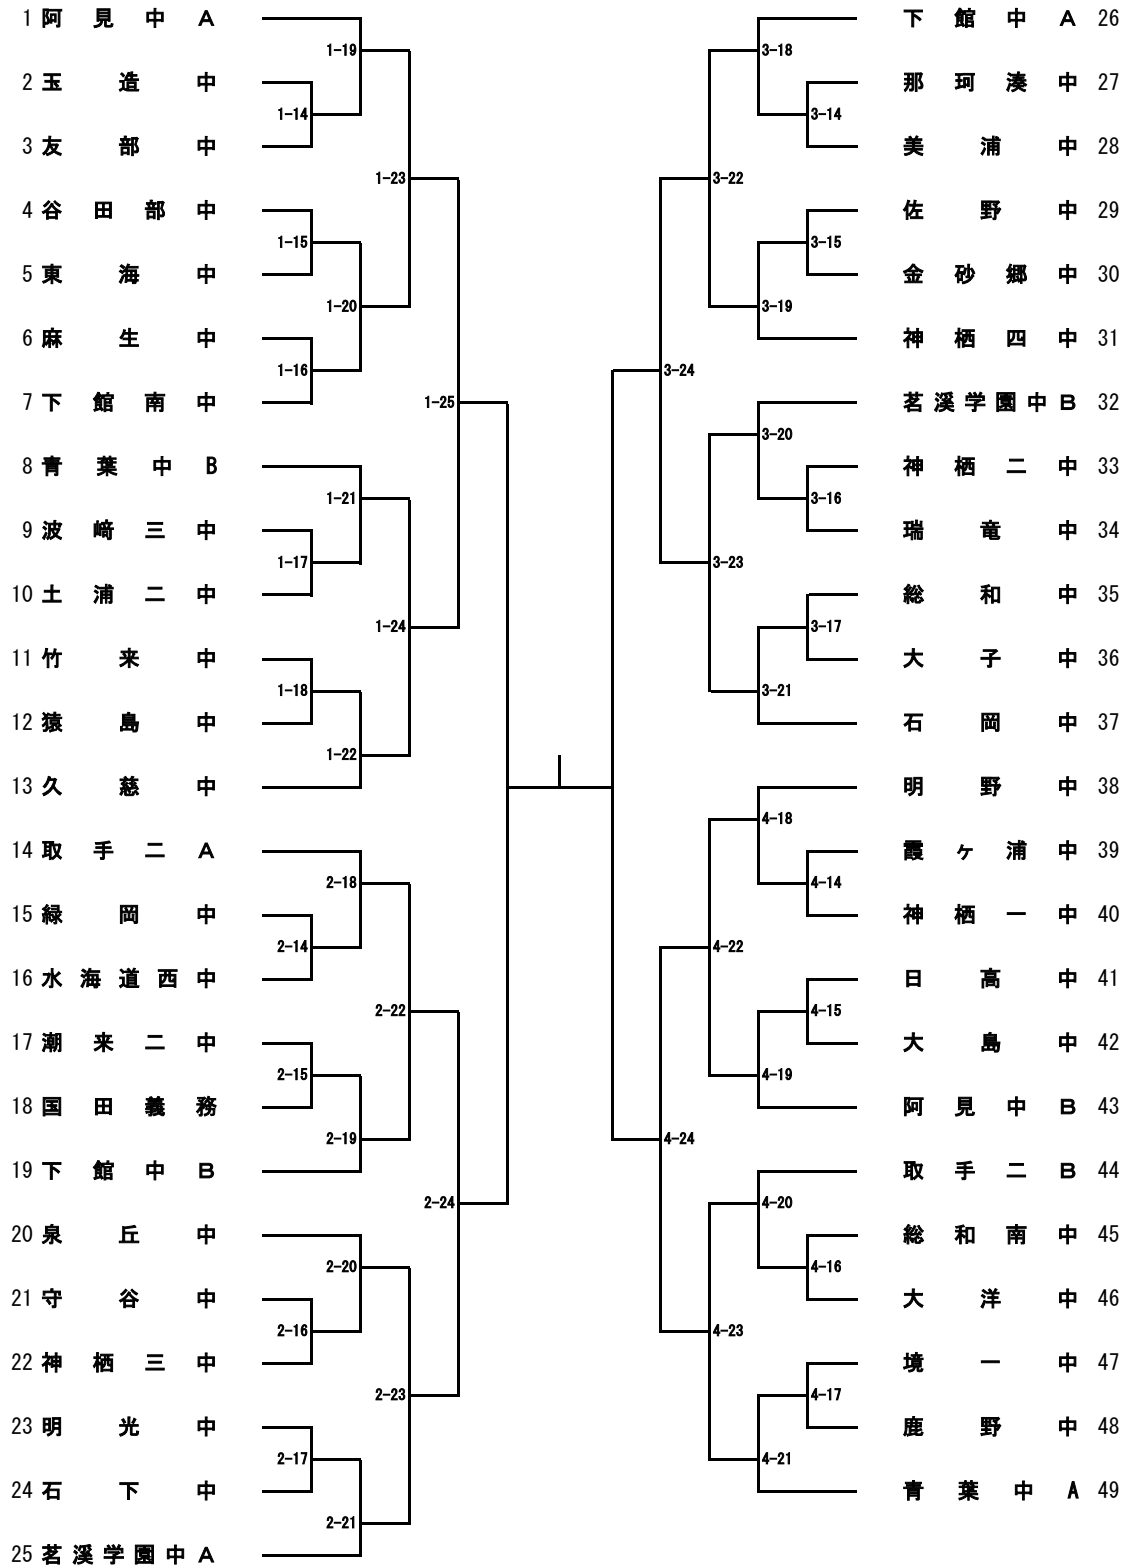 1 阿見中A
1-19
2 玉造中
1-14
3 友部中
1-23
4 谷田部中
1-15
5 東海中
1-20
6 麻生中
1-16
7 下館南中
1-25
8 青葉中B
1-21
9 波﨑三中
1-17
10 土浦二中
1-24
11 竹来中
1-18
12 猿島中
1-22
13 久慈中
14 取手二A
2-18
15 緑岡中
2-14
16 水海道西中
2-22
17 潮来二中
2-15
18 国田義務
2-19
19 下館中B
2-24
20 泉丘中
2-20
21 守谷中
2-16
22 神栖三中
2-23
23 明光中
2-17
24 石下中
2-21
25 茗溪学園中A
下館中A 26
3-18
那珂湊中 27
3-14
美浦中 28
3-22
佐野中 29
3-15
金砂郷中 30
3-19
神栖四中 31
3-24
茗溪学園中B 32
3-20
神栖二中 33
3-16
瑞竜中 34
3-23
総和中 35
3-17
大子中 36
3-21
石岡中 37
明野中 38
4-18
霞ヶ浦中 39
4-14
神栖一中 40
4-22
日高中 41
4-15
大島中 42
4-19
阿見中B 43
4-24
取手二B 44
4-20
総和南中 45
4-16
大洋中 46
4-23
境一中 47
4-17
鹿野中 48
4-21
青葉中A 49